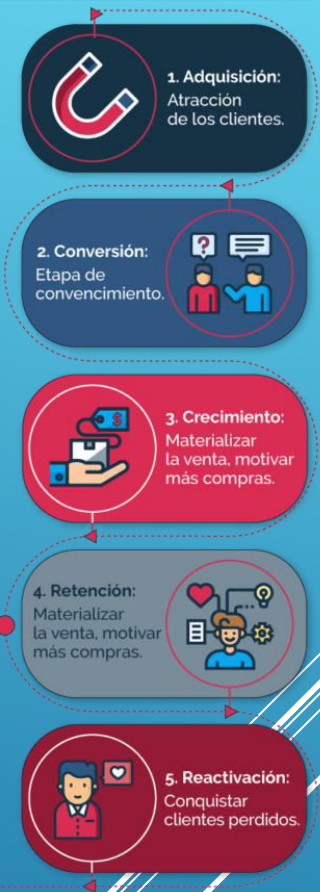 1. Adquisición:
Atracción
de los clientes.
2. Conversión:
Etapa de
convencimiento.
3. Crecimiento:
Materializar
la venta, motivar
más compras.
4. Retención:
Materializar
la venta, motivar
más compras.
5. Reactivación:
Conquistar
clientes perdidos.